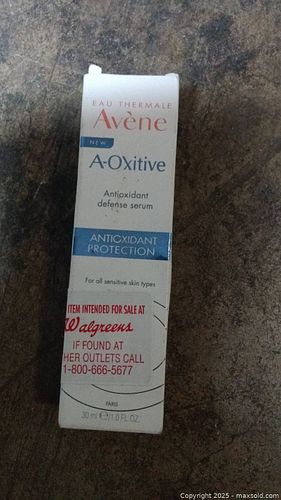 EAU THERMALE
Avène
NEW
A-OXitive
Antioxidant
defense serum
ANTIOXIDANT
PROTECTION
For all sensitive skin types
ITEM INTENDED FOR SALE AT
Walgreens
IF FOUND AT
HER OUTLETS CALL
1-800-666-5677
PARIS
30 ml e/1.0 FL.OZ.
Copyright 2025 - maxsold.com